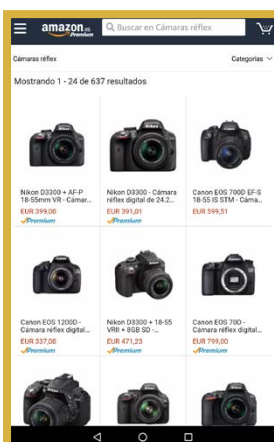 amazon.es
Premium
Buscar en Cámaras réflex
Cámaras réflex
Categorías
Mostrando 1 - 24 de 637 resultados
Nikon D3300 + AF-P
18-55mm VR - Cámar...
EUR 399,00
Premium
Nikon D3300 - Cámara
réflex digital de 24.2...
EUR 391,01
Premium
Canon EOS 700D EF-S
18-55 IS STM - Cáma...
EUR 599,51
Canon EOS 1200D -
Cámara réflex digital...
EUR 337,00
Premium
Nikon D3300 + 18-55
VRII + 8GB SD -...
EUR 471,23
Premium
Canon EOS 70D -
Cámara réflex digital...
EUR 799,00
Premium